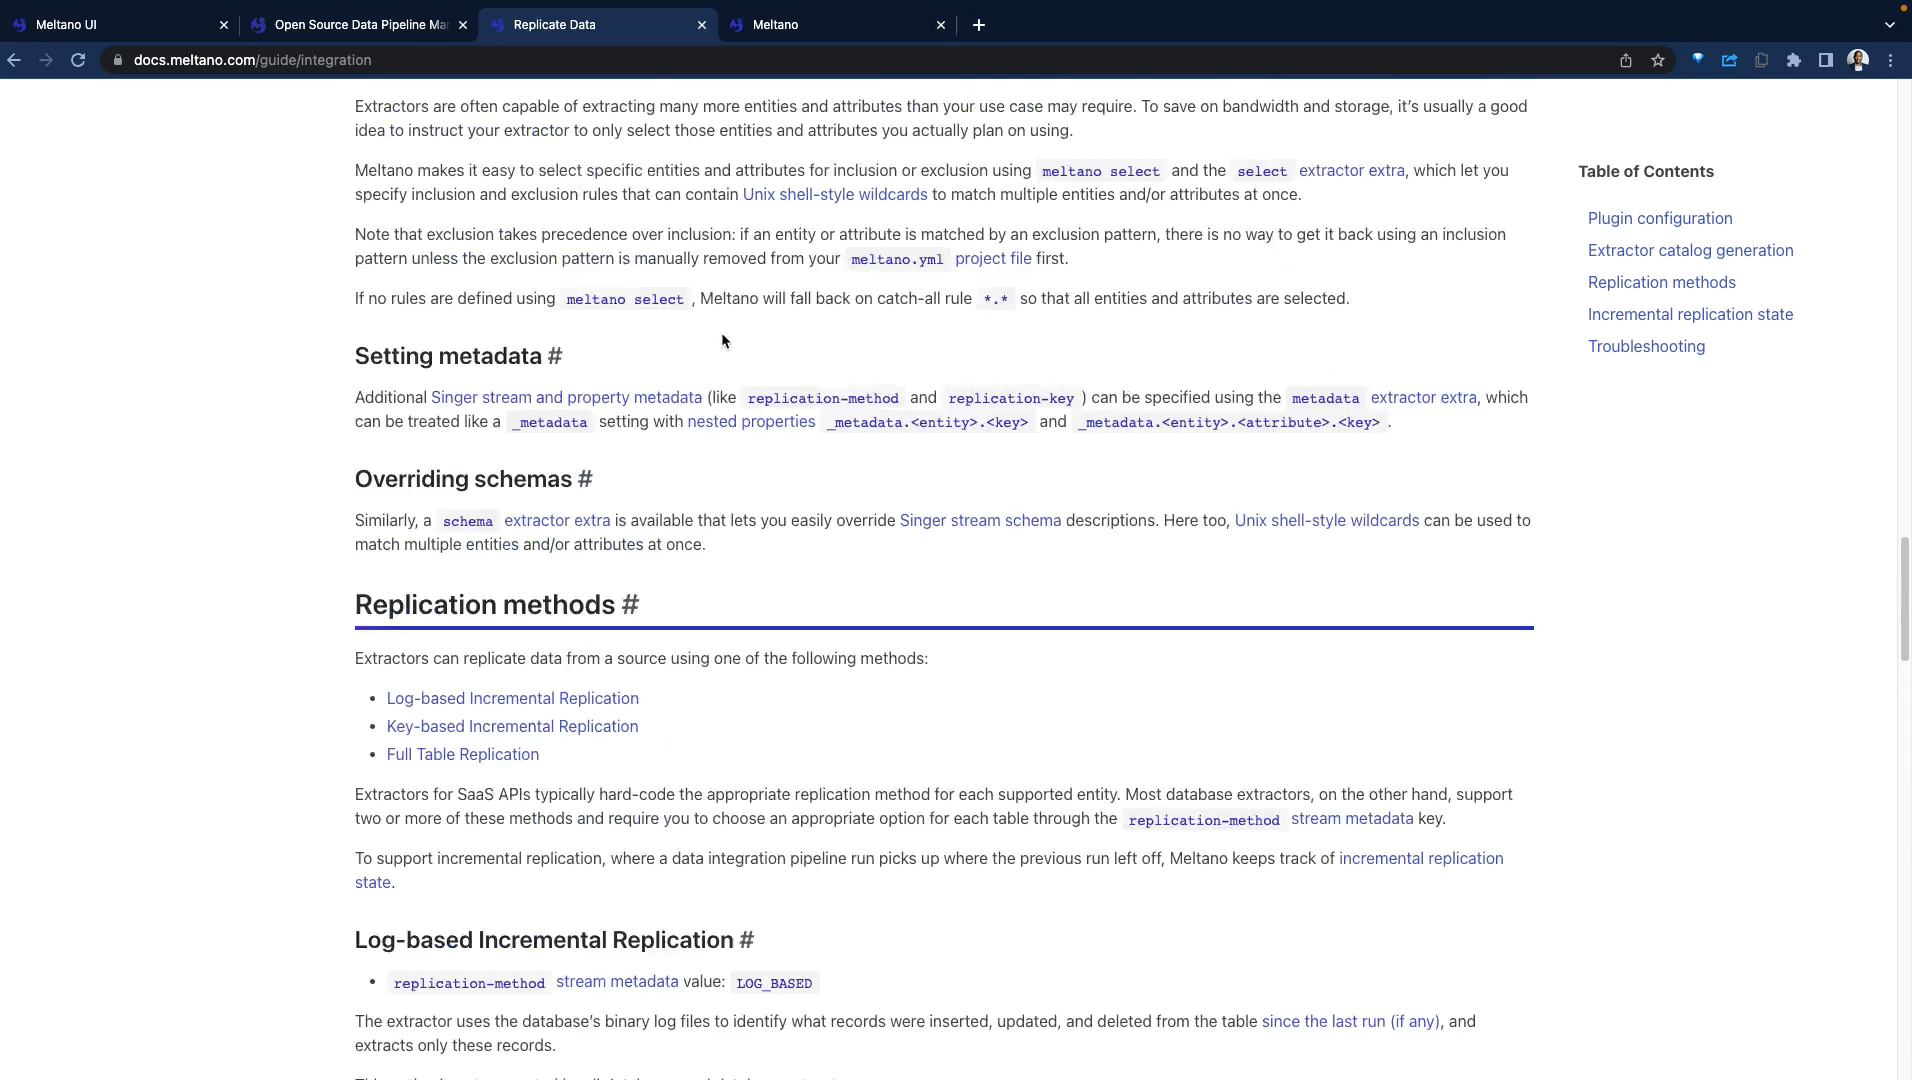 Meltano UI
Open Source Data Pipeline Ma
Replicate Data
Meltano
docs.meltano.com/guide/integration
Extractors are often capable of extracting many more entities and attributes than your use case may require. To save on bandwidth and storage, it's usually a good
idea to instruct your extractor to only select those entities and attributes you actually plan on using.
Meltano makes it easy to select specific entities and attributes for inclusion or exclusion using meltano select and the select extractor extra, which let you
specify inclusion and exclusion rules that can contain Unix shell-style wildcards to match multiple entities and/or attributes at once.
Note that exclusion takes precedence over inclusion: if an entity or attribute is matched by an exclusion pattern, there is no way to get it back using an inclusion
pattern unless the exclusion pattern is manually removed from your meltano.yml project file first.
If no rules are defined using meltano select , Meltano will fall back on catch-all rule *.* so that all entities and attributes are selected.
Setting metadata #
Additional Singer stream and property metadata (like replication-method and replication-key ) can be specified using the metadata extractor extra, which
can be treated like a _metadata setting with nested properties _metadata.<entity>.<key> and _metadata.<entity>.<attribute>.<key> .
Overriding schemas #
Similarly, a schema extractor extra is available that lets you easily override Singer stream schema descriptions. Here too, Unix shell-style wildcards can be used to
match multiple entities and/or attributes at once.
Replication methods #
Extractors can replicate data from a source using one of the following methods:
• Log-based Incremental Replication
• Key-based Incremental Replication
• Full Table Replication
Extractors for SaaS APIs typically hard-code the appropriate replication method for each supported entity. Most database extractors, on the other hand, support
two or more of these methods and require you to choose an appropriate option for each table through the replication-method stream metadata key.
To support incremental replication, where a data integration pipeline run picks up where the previous run left off, Meltano keeps track of incremental replication
state.
Log-based Incremental Replication #
• replication-method stream metadata value: LOG_BASED
The extractor uses the database's binary log files to identify what records were inserted, updated, and deleted from the table since the last run (if any), and
extracts only these records.
Table of Contents
Plugin configuration
Extractor catalog generation
Replication methods
Incremental replication state
Troubleshooting